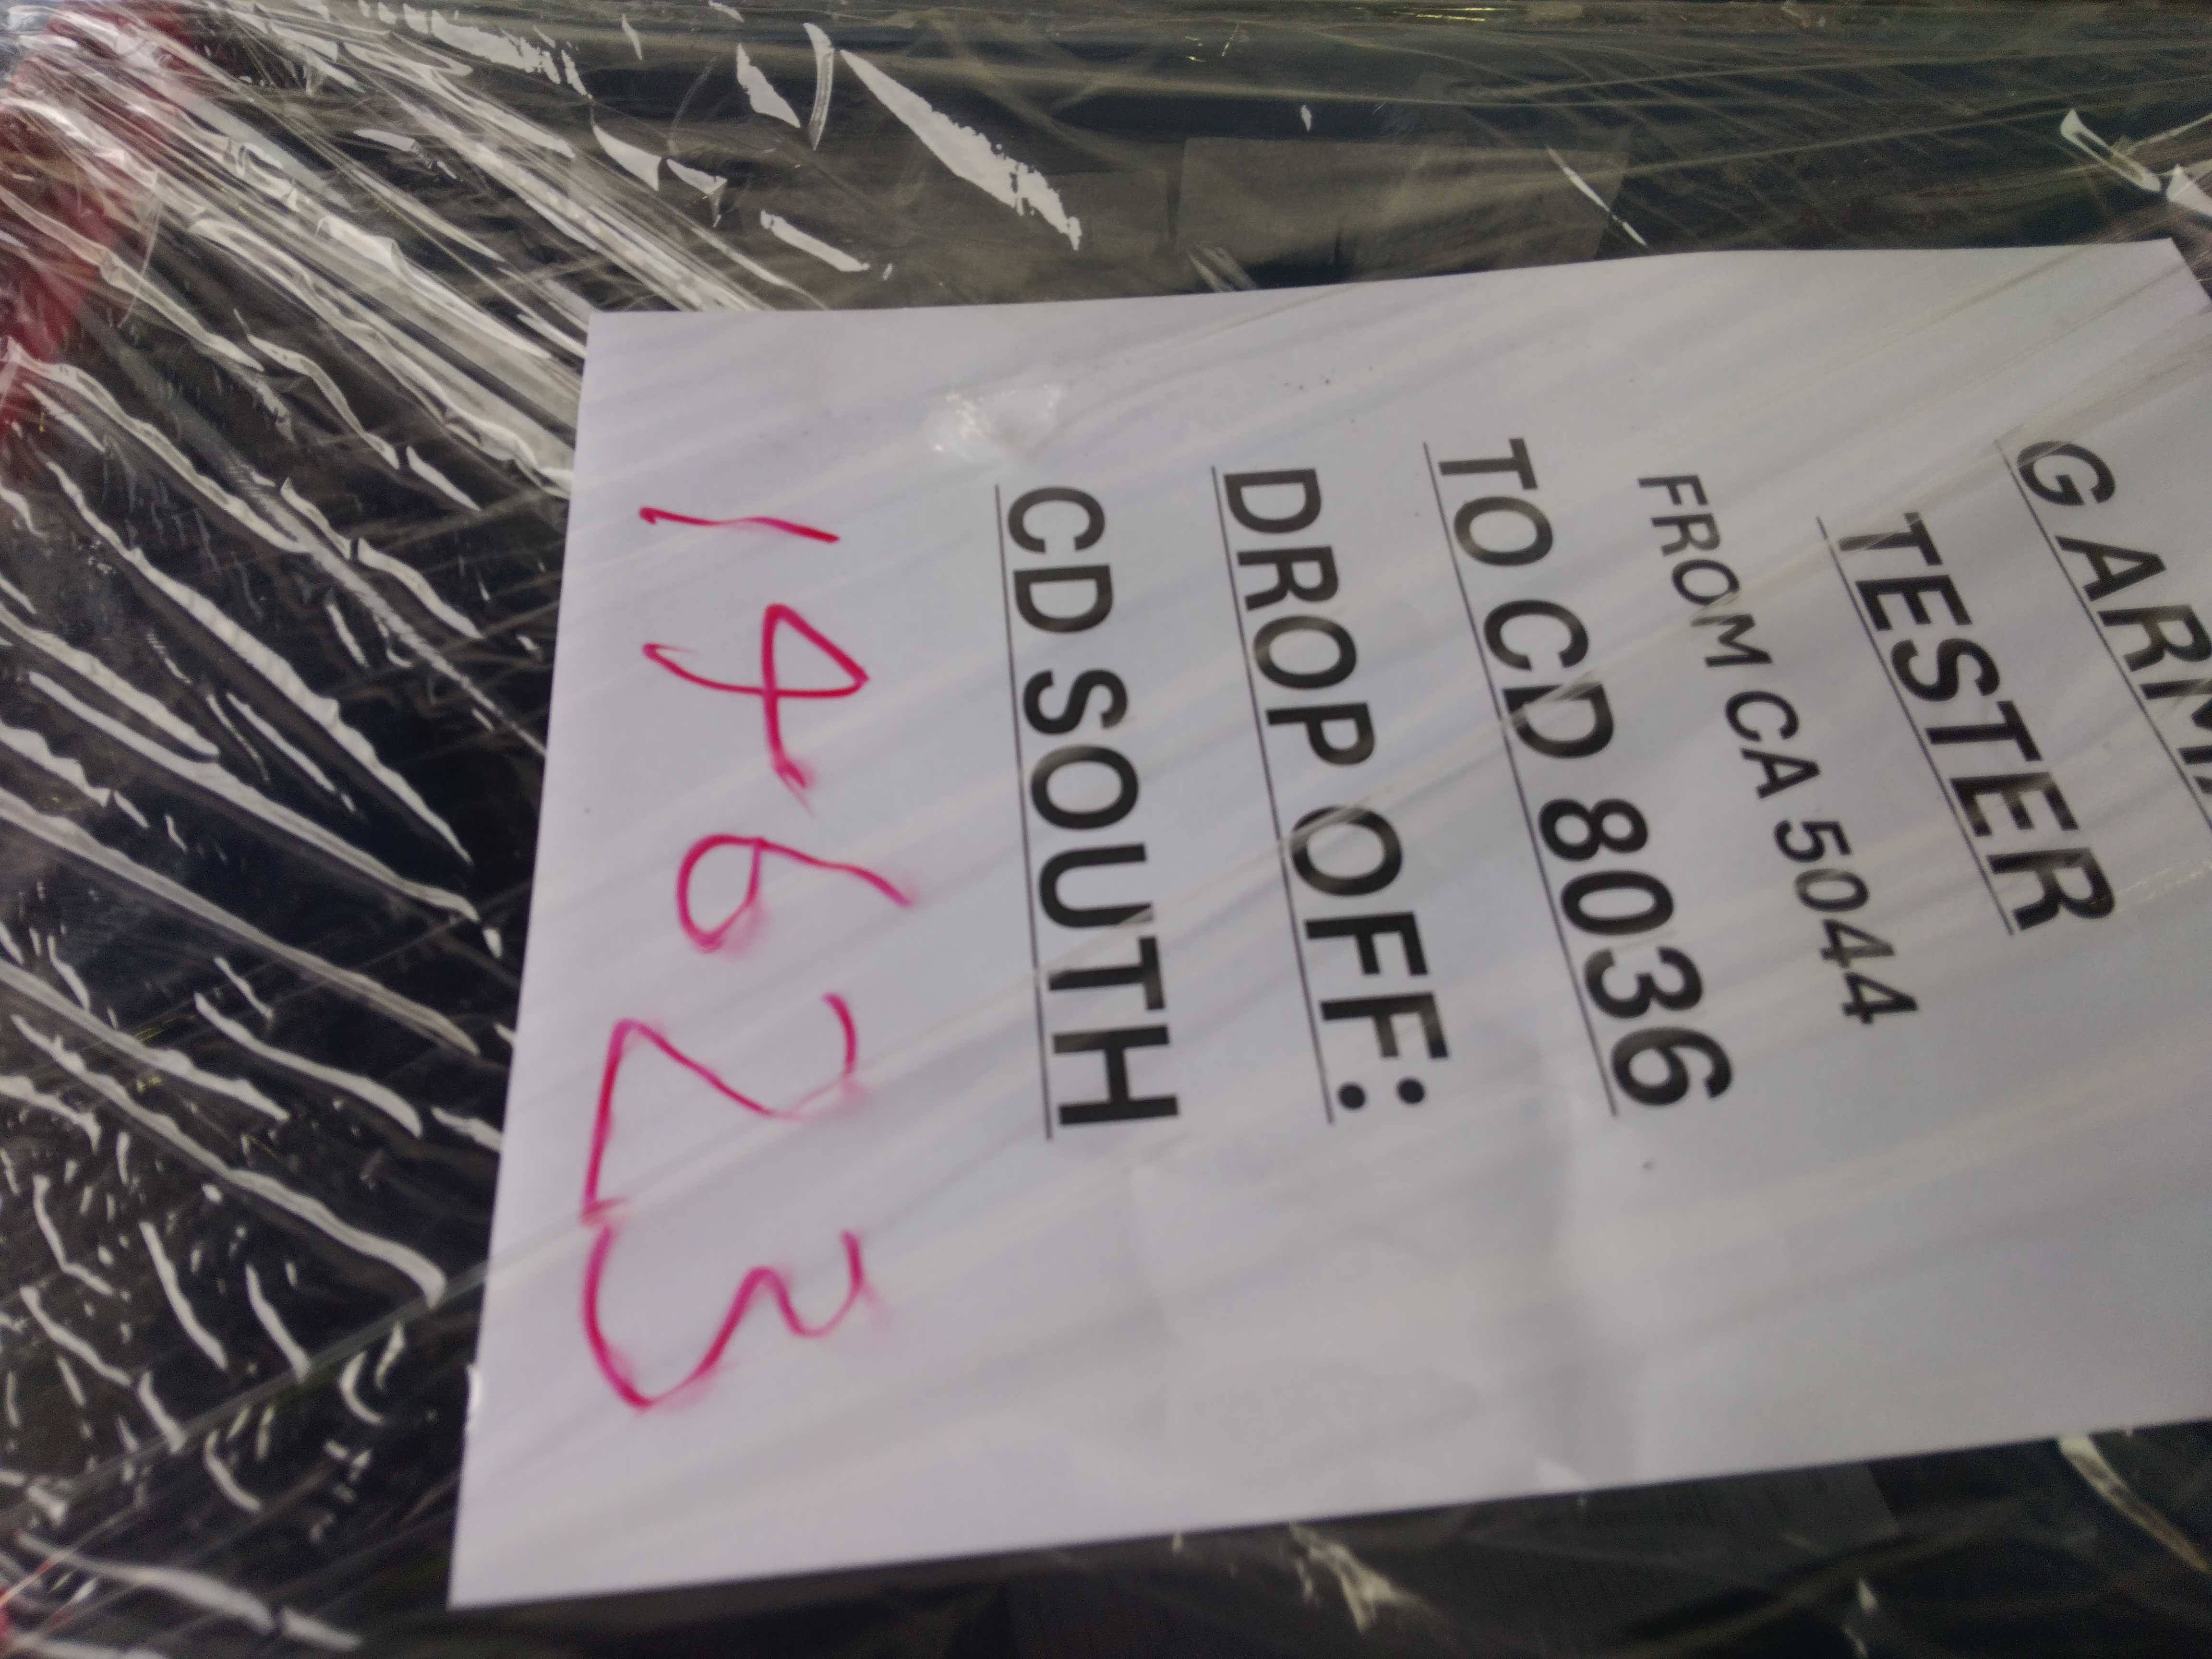 TESTER
FROM CA 5044
TO CD 8036
DROP OFF:
CD SOUTH
14623